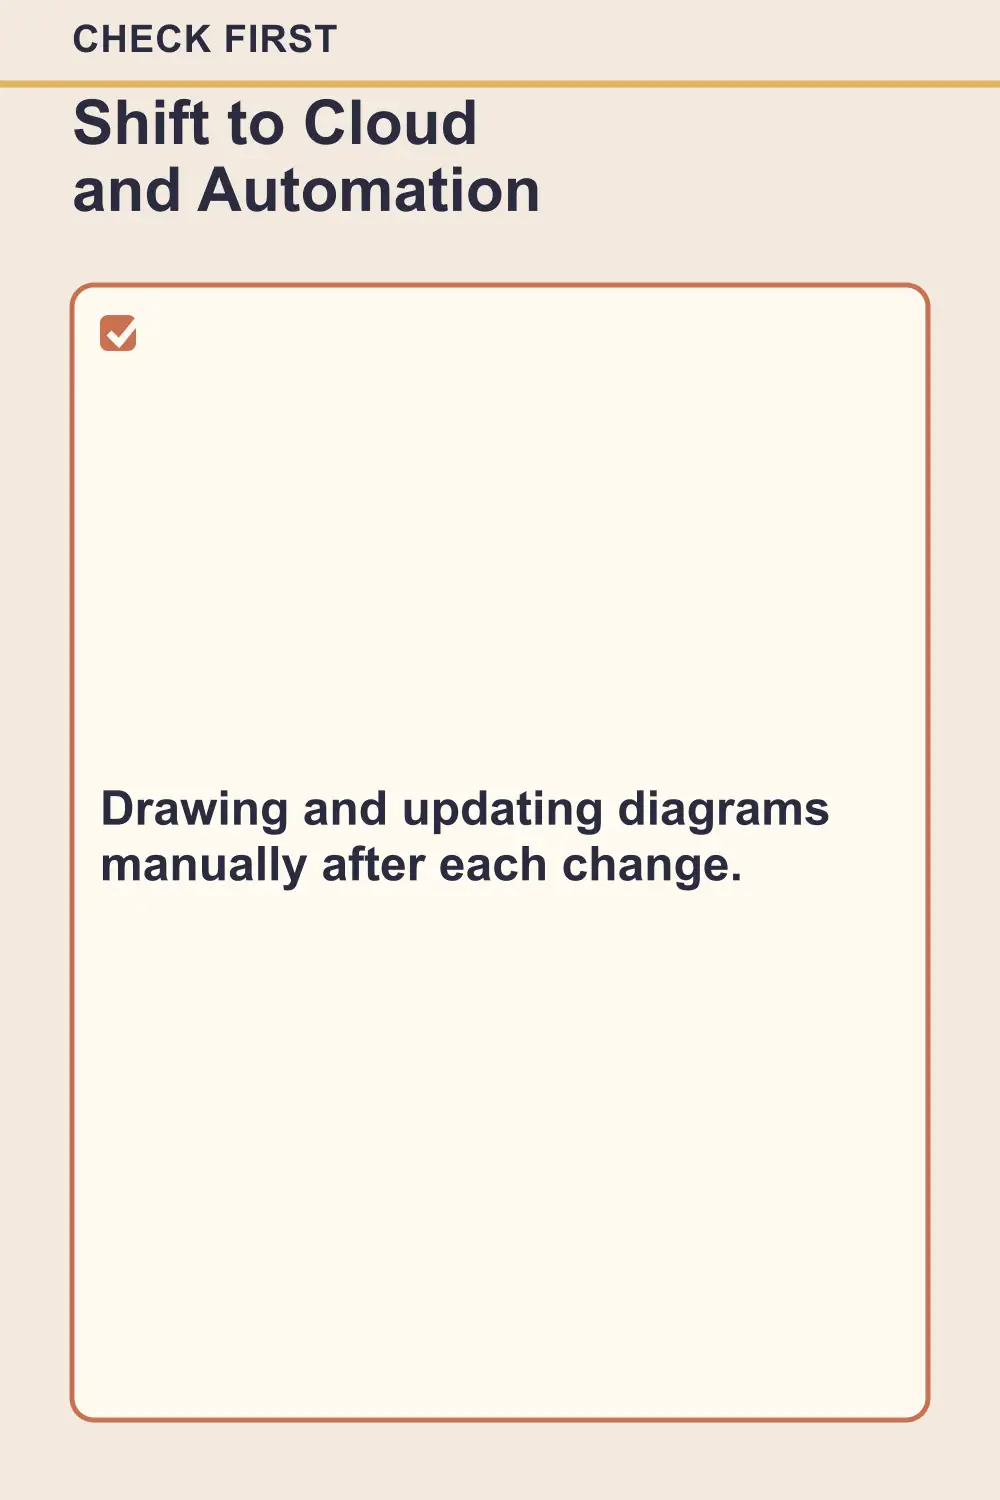 CHECK FIRST
Shift to Cloud
and Automation
Drawing and updating diagrams
manually after each change.